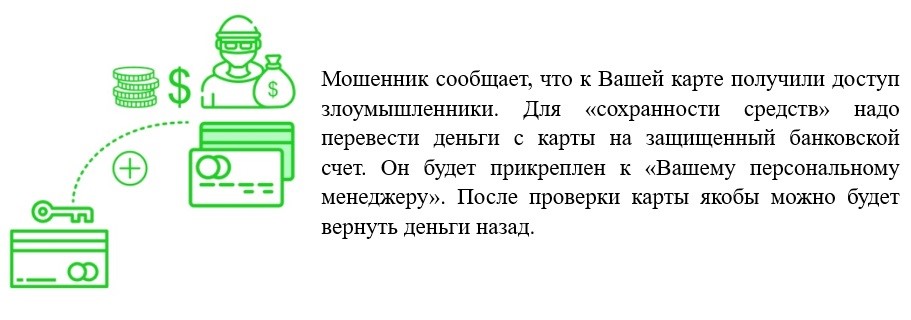 $
$
Мошенник сообщает, что к Вашей карте получили доступ
злоумышленники. Для «сохранности средств» надо
перевести деньги с карты на защищенный банковской
счет. Он будет прикреплен к «Вашему персональному
менеджеру». После проверки карты якобы можно будет
вернуть деньги назад.